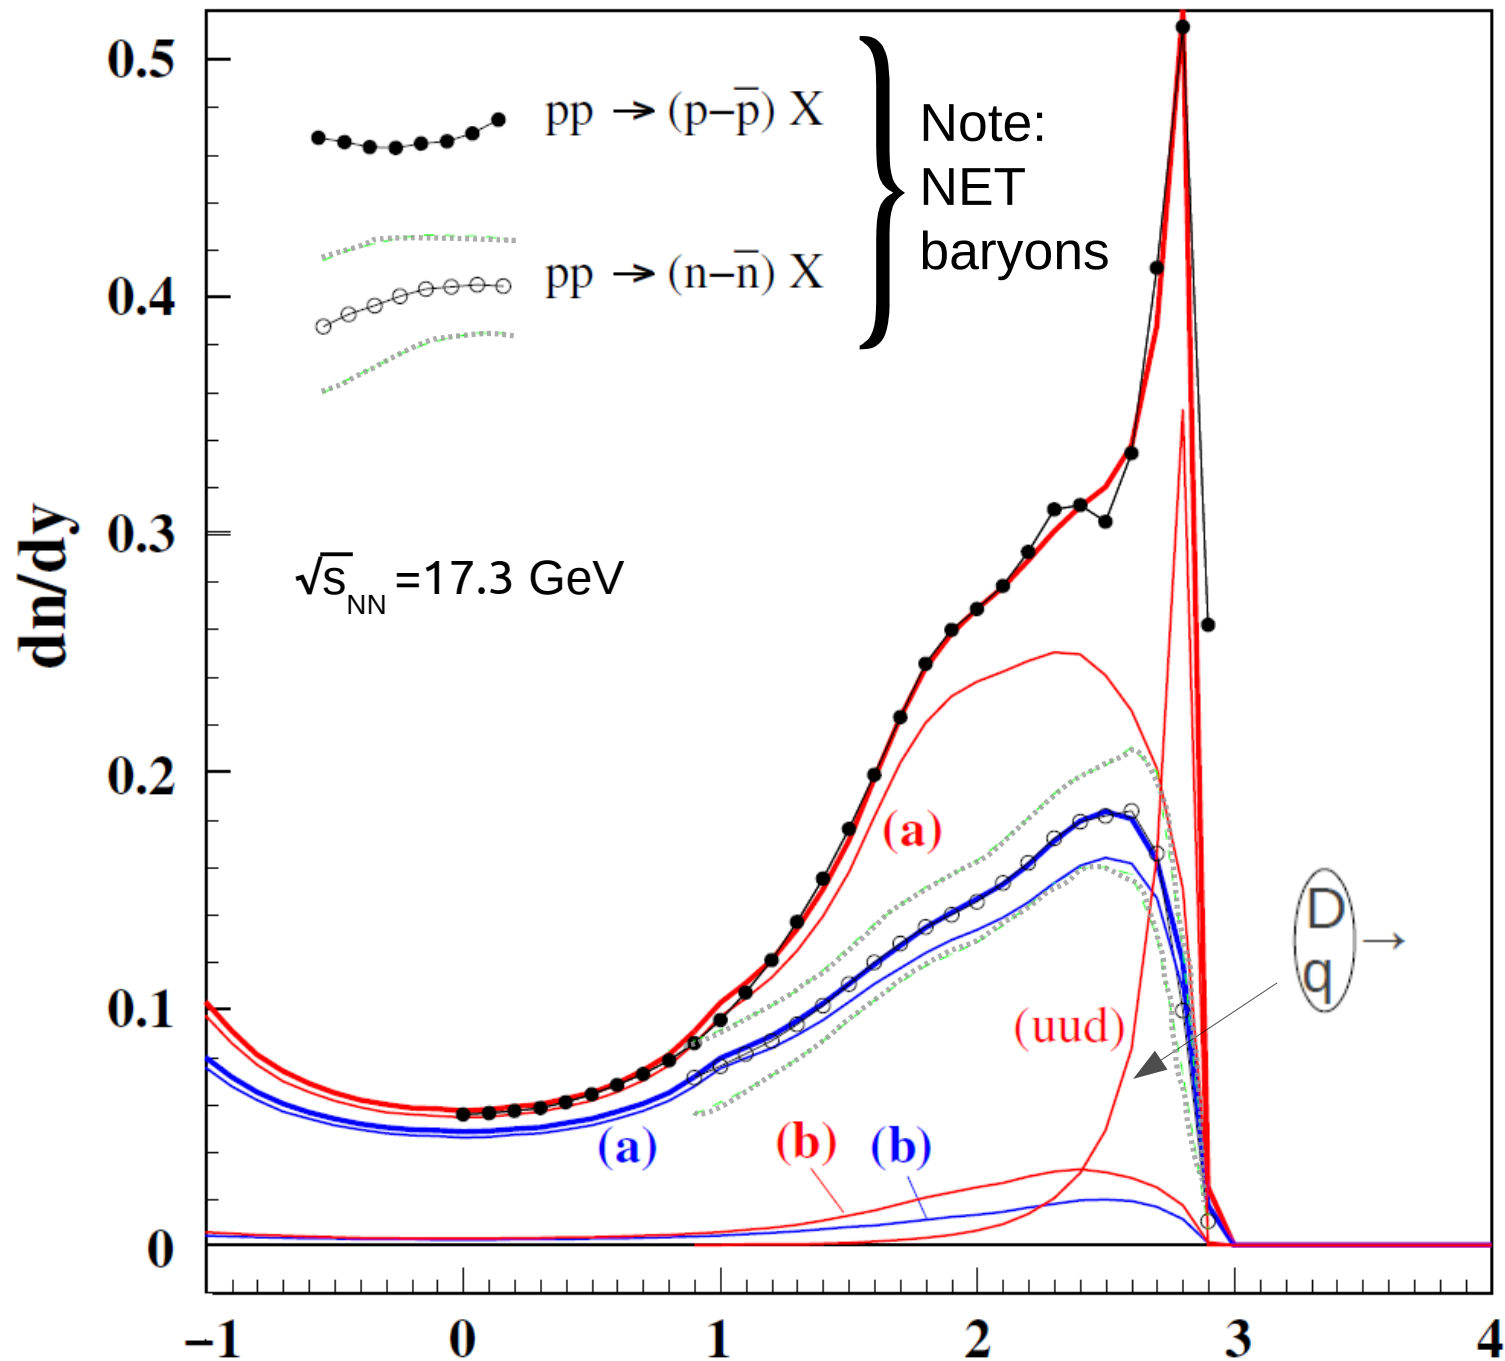 0.5
0.4
0.3
0.2
0.1
0
dn/dy
pp → (p–p̅) X
pp → (n–n̅) X
Note:
NET
baryons
√s NN =17.3 GeV
(a)
(uud)
D
q
→
(a)
(b)
(b)
−1 0 1 2 3 4